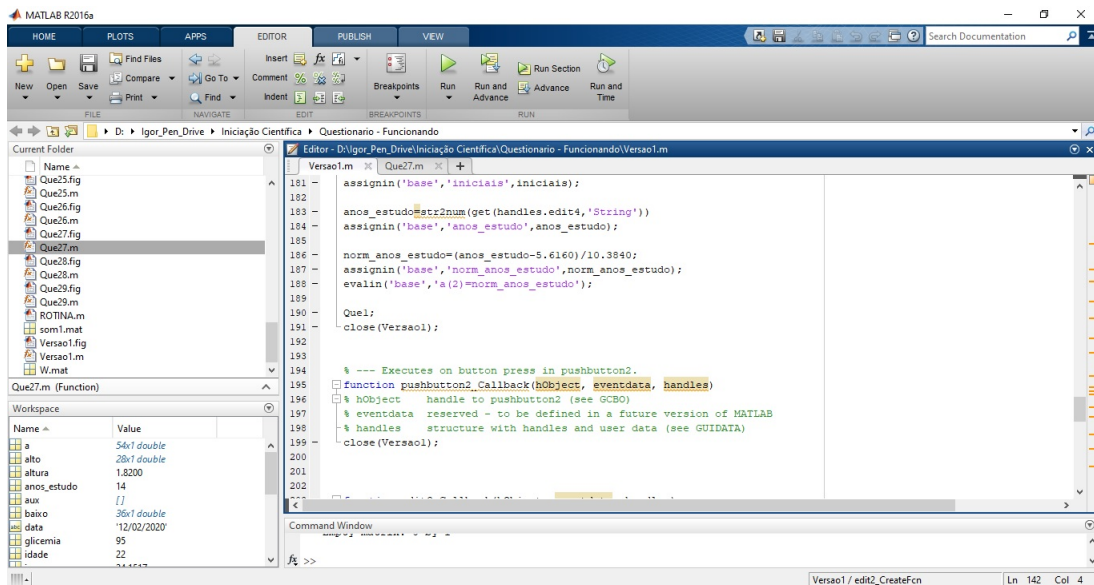 MATLAB R2016a
HOME PLOTS APPS EDITOR PUBLISH VIEW Search Documentation
New Open Save Find Files Compare Print Go To Find Insert Comment Indent Breakpoints Run Run and Advance Run Section Advance Run and Time
FILE NAVIGATE EDIT BREAKPOINTS RUN
D: Igor_Pen_Drive Iniciação Científica Questionario - Funcionando
Current Folder
Name
Que25.fig
Que25.m
Que26.fig
Que26.m
Que27.fig
Que27.m
Que28.fig
Que28.m
Que29.fig
Que29.m
ROTINA.m
som1.mat
Versao1.fig
Versao1.m
W.mat
Que27.m (Function)
Workspace
Name Value
a 54x1 double
alto 28x1 double
altura 1.8200
anos_estudo 14
aux []
baixo 36x1 double
data '12/02/2020'
glicemia 95
idade 22
Editor - D:\Igor_Pen_Drive\Iniciação Científica\Questionario - Funcionando\Versao1.m
Versao1.m Que27.m
181 - assignin('base','iniciais',iniciais);
182
183 - anos_estudo=str2num(get(handles.edit4,'String'))
184 - assignin('base','anos_estudo',anos_estudo);
185
186 - norm_anos_estudo=(anos_estudo-5.6160)/10.3840;
187 - assignin('base','norm_anos_estudo',norm_anos_estudo);
188 - evalin('base','a(2)=norm_anos_estudo');
189
190 - Que1;
191 - close(Versao1);
192
193
194 % --- Executes on button press in pushbutton2.
195 function pushbutton2_Callback(hObject, eventdata, handles)
196 % hObject handle to pushbutton2 (see GCBO)
197 % eventdata reserved - to be defined in a future version of MATLAB
198 % handles structure with handles and user data (see GUIDATA)
199 - close(Versao1);
200
201
202
Command Window
fx >>
Versao1 / edit2_CreateFcn Ln 142 Col 4